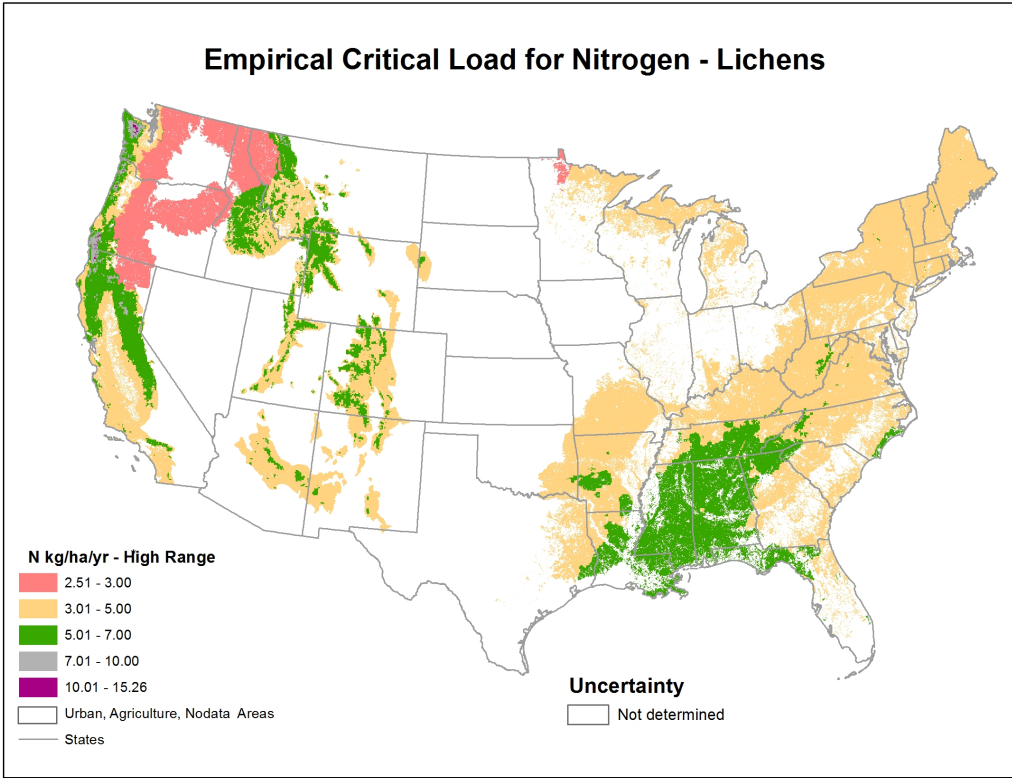 Empirical Critical Load for Nitrogen - Lichens
N kg/ha/yr - High Range
2.51 - 3.00
3.01 - 5.00
5.01 - 7.00
7.01 - 10.00
10.01 - 15.26
Urban, Agriculture, Nodata Areas
States
Uncertainty
Not determined